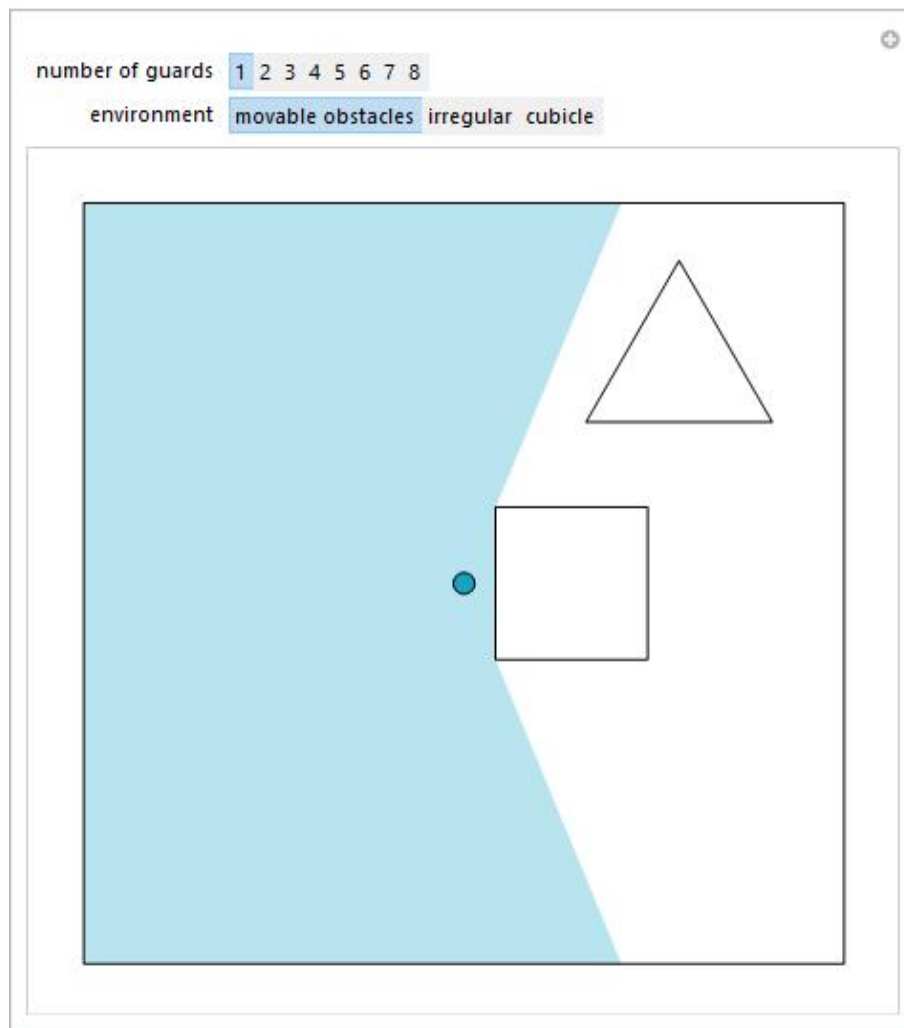 number of guards 1 2 3 4 5 6 7 8
environment movable obstacles irregular cubicle